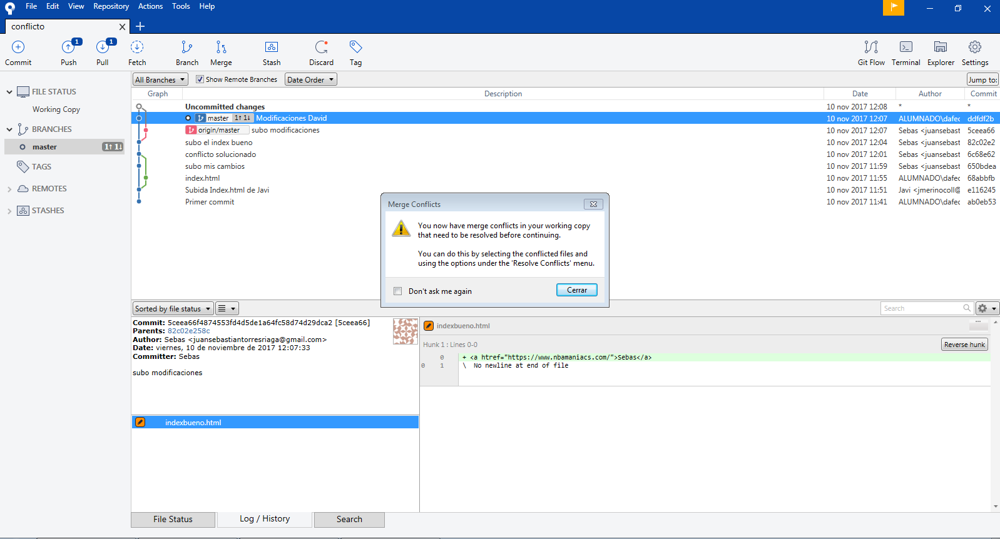 File Edit View Repository Actions Tools Help
conflicto
1 1
Commit Push Pull Fetch Branch Merge Stash Discard Tag Git Flow Terminal Explorer Settings
All Branches Show Remote Branches Date Order Jump to:
FILE STATUS
Working Copy
BRANCHES
master 1↑ 1↓
TAGS
REMOTES
STASHES
Graph Description Date Author Commit
Uncommitted changes 10 nov 2017 12:08 * *
master 1↑ 1↓ Modificaciones David 10 nov 2017 12:07 ALUMNADO\dafec ddfdf2b
origin/master subo modificaciones 10 nov 2017 12:07 Sebas <juansebast 5ceea66
subo el index bueno 10 nov 2017 12:04 Sebas <juansebast 82c02e2
conflicto solucionado 10 nov 2017 12:01 Sebas <juansebast 6c68e62
subo mis cambios 10 nov 2017 11:59 Sebas <juansebast 650bdea
index.html 10 nov 2017 11:55 ALUMNADO\dafec 68abbfb
Subida Index.html de Javi 10 nov 2017 11:51 Javi <jmerinocoll@ e116245
Primer commit 10 nov 2017 11:41 ALUMNADO\dafec ab0eb53
Merge Conflicts
You now have merge conflicts in your working copy
that need to be resolved before continuing.
You can do this by selecting the conflicted files and
using the options under the 'Resolve Conflicts' menu.
Don't ask me again Cerrar
Sorted by file status Search
Commit: 5ceea66f4874553fd4d5de1a64fc58d74d29dca2 [5ceea66]
Parents: 82c02e258c
Author: Sebas <juansebastiantorresriaga@gmail.com>
Date: viernes, 10 de noviembre de 2017 12:07:33
Committer: Sebas
subo modificaciones
indexbueno.html
indexbueno.html
Hunk 1 : Lines 0-0 Reverse hunk
0 + <a htref="https://www.nbamaniacs.com/">Sebas</a>
0 1 \ No newline at end of file
File Status Log / History Search